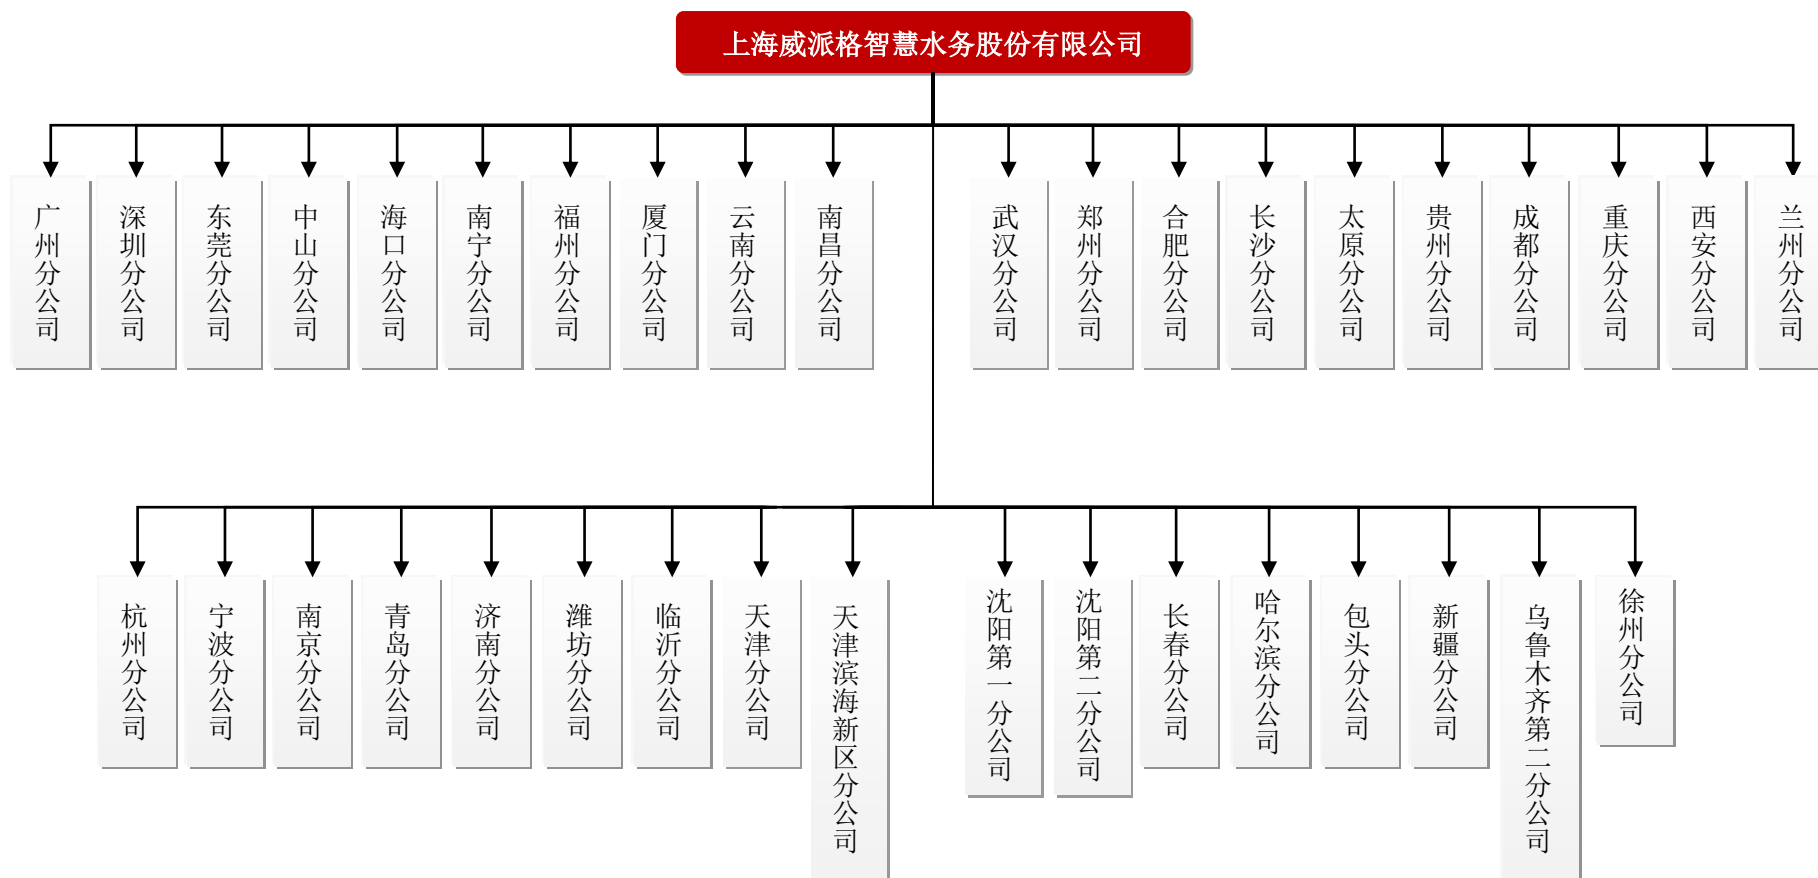 上海威派格智慧水务股份有限公司
广州分公司
深圳分公司
东莞分公司
中山分公司
海口分公司
南宁分公司
福州分公司
厦门分公司
云南分公司
南昌分公司
武汉分公司
郑州分公司
合肥分公司
长沙分公司
太原分公司
贵州分公司
成都分公司
重庆分公司
西安分公司
兰州分公司
杭州分公司
宁波分公司
南京分公司
青岛分公司
济南分公司
潍坊分公司
临沂分公司
天津分公司
天津滨海新区分公司
沈阳第一分公司
沈阳第二分公司
长春分公司
哈尔滨分公司
包头分公司
新疆分公司
乌鲁木齐第二分公司
徐州分公司